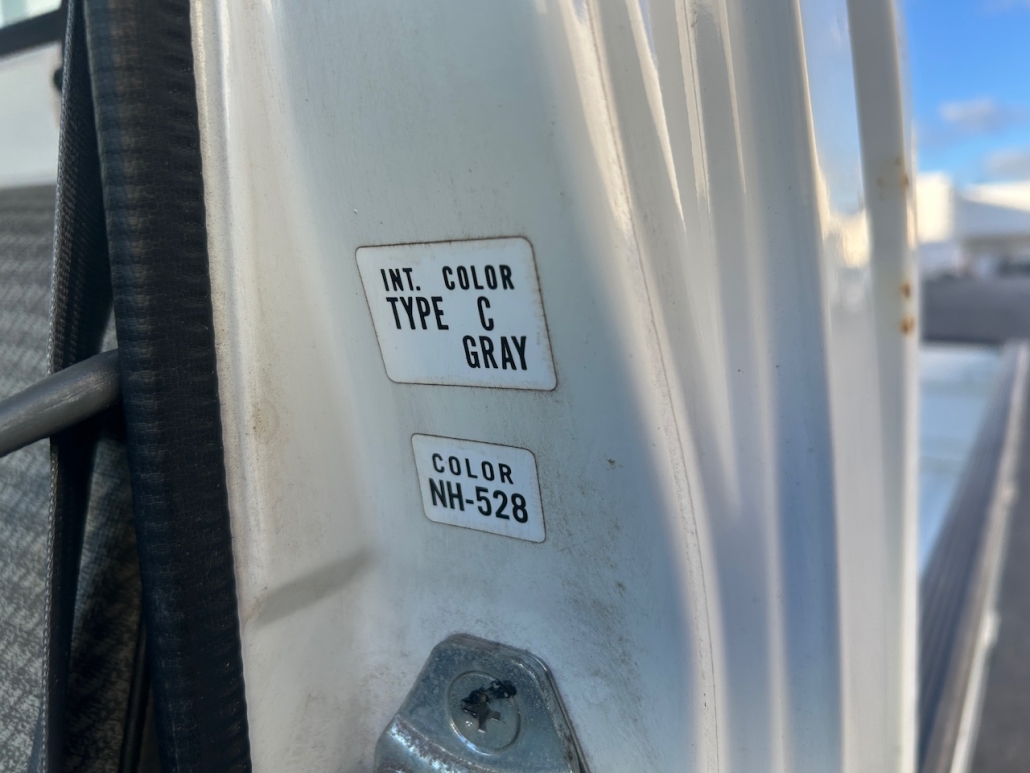 INT. COLOR
TYPE C
GRAY
COLOR
NH-528